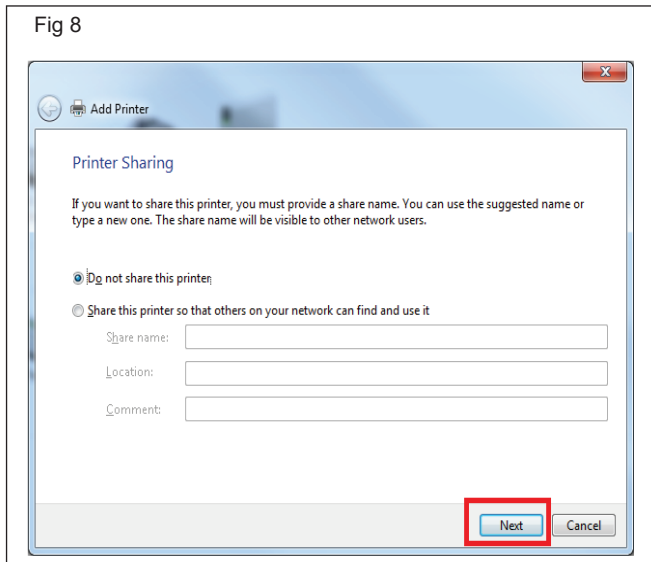 Fig 8
X
Add Printer
Printer Sharing
If you want to share this printer, you must provide a share name. You can use the suggested name or
type a new one. The share name will be visible to other network users.
Do not share this printer
Share this printer so that others on your network can find and use it
Share name:
Location:
Comment:
Next Cancel